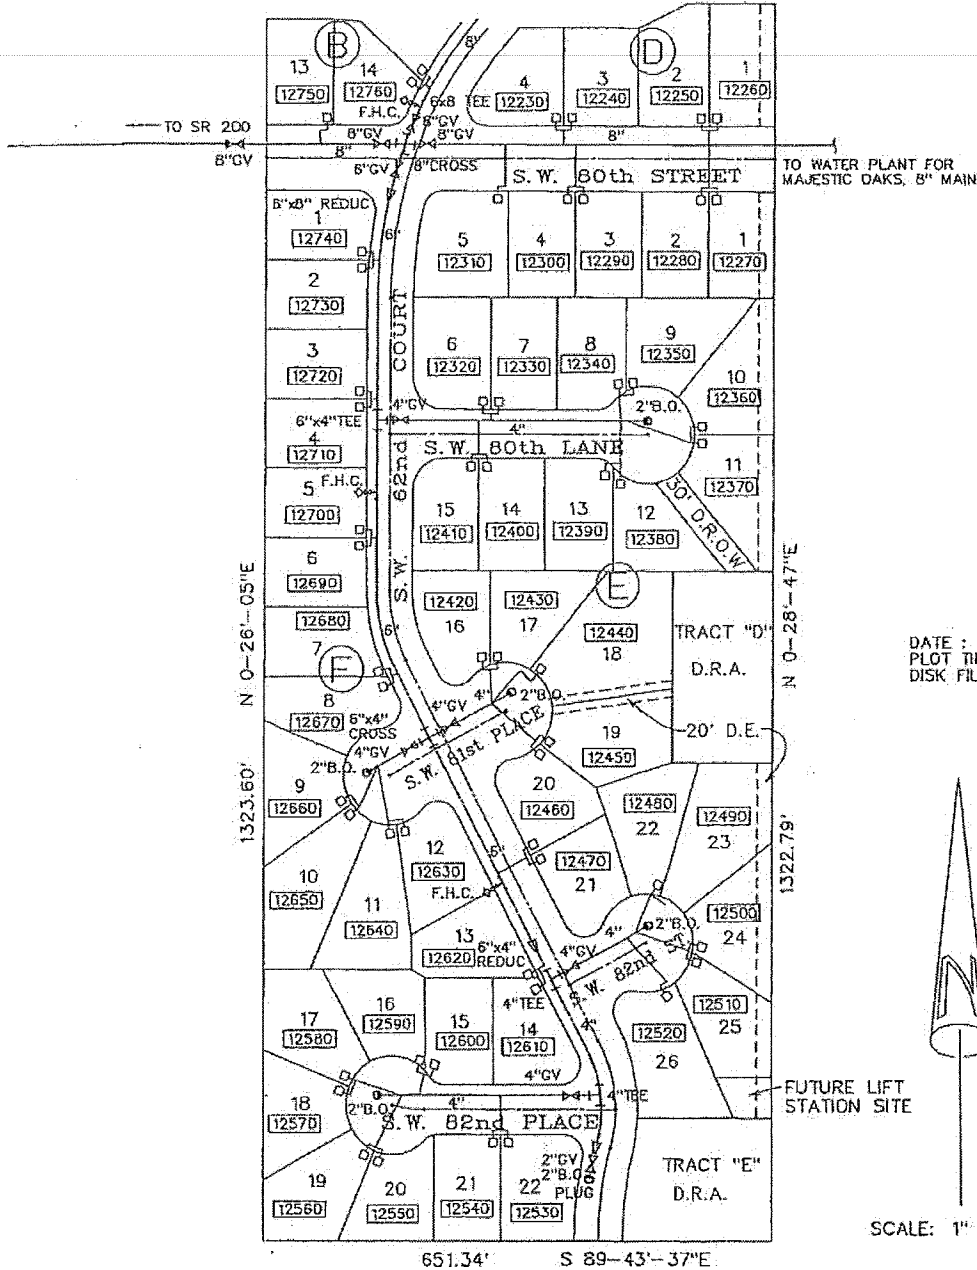 B
D
13
12750
14
12760
F.H.C.
8"
6x8 TEE
8"GV
4
12230
3
12240
2
12250
1
12260
TO SR 200
8"GV
8"GV
8"GV
8"
8"
6"GV
8"CROSS
TO WATER PLANT FOR
MAJESTIC OAKS, 8" MAIN
S.W. 80th STREET
8"x6" REDUC
1
12740
6"
2
12730
3
12720
6"x4"TEE
4
12710
5
12700
F.H.C.
6
12690
12680
7
F
8
12670
S.W. 62nd COURT
5
12310
4
12300
3
12290
2
12280
1
12270
6
12320
7
12330
8
12340
9
12350
10
12360
4"GV
4"
2"B.O.
S.W. 80th LANE
11
12370
30' D.R.O.W
15
12410
14
12400
13
12390
12
12380
E
12420
16
12430
17
12440
18
TRACT "D"
D.R.A.
N 0-26'-05"E
1323.60'
N 0-28'-47"E
1322.79'
DATE :
6"
4"
2"B.O.
4"GV
6"x4"
CROSS
4"GV
2"B.O.
S.W. 81st PLACE
19
12450
20' D.E.
9
12660
10
12650
11
12640
12
12630
F.H.C.
6"
20
12460
12470
21
12480
22
12490
23
12500
24
13
12620
6"x4"
REDUC
4"GV
4"
2"B.O.
S.W. 82nd ST
4"TEE
4"
12510
25
12520
26
17
12580
16
12590
15
12600
14
12610
4"GV
4"TEE
18
12570
2"B.O.
4"
S.W. 82nd PLACE
FUTURE LIFT
STATION SITE
19
12560
20
12550
21
12540
22
12530
2"GV
2"B.O
PLUG
TRACT "E"
D.R.A.
N
SCALE: 1"
651.34'
S 89-43'-37"E